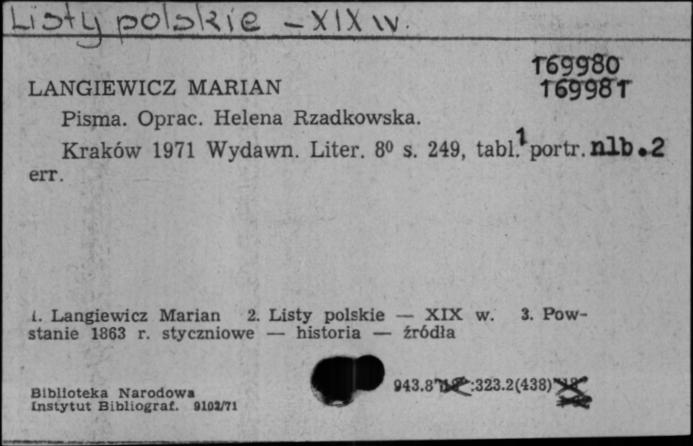 Listy polskie – XIX w.
169980
169981
LANGIEWICZ MARIAN
Pisma. Oprac. Helena Rzadkowska.
Kraków 1971 Wydawn. Liter. 8⁰ s. 249, tabl. 1 portr. nlb. 2
err.
1. Langiewicz Marian 2. Listy polskie — XIX w. 3. Pow-
stanie 1863 r. styczniowe — historia — źródła
943.8 :323.2(438)
Biblioteka Narodowa
Instytut Bibliograf. 9102/71